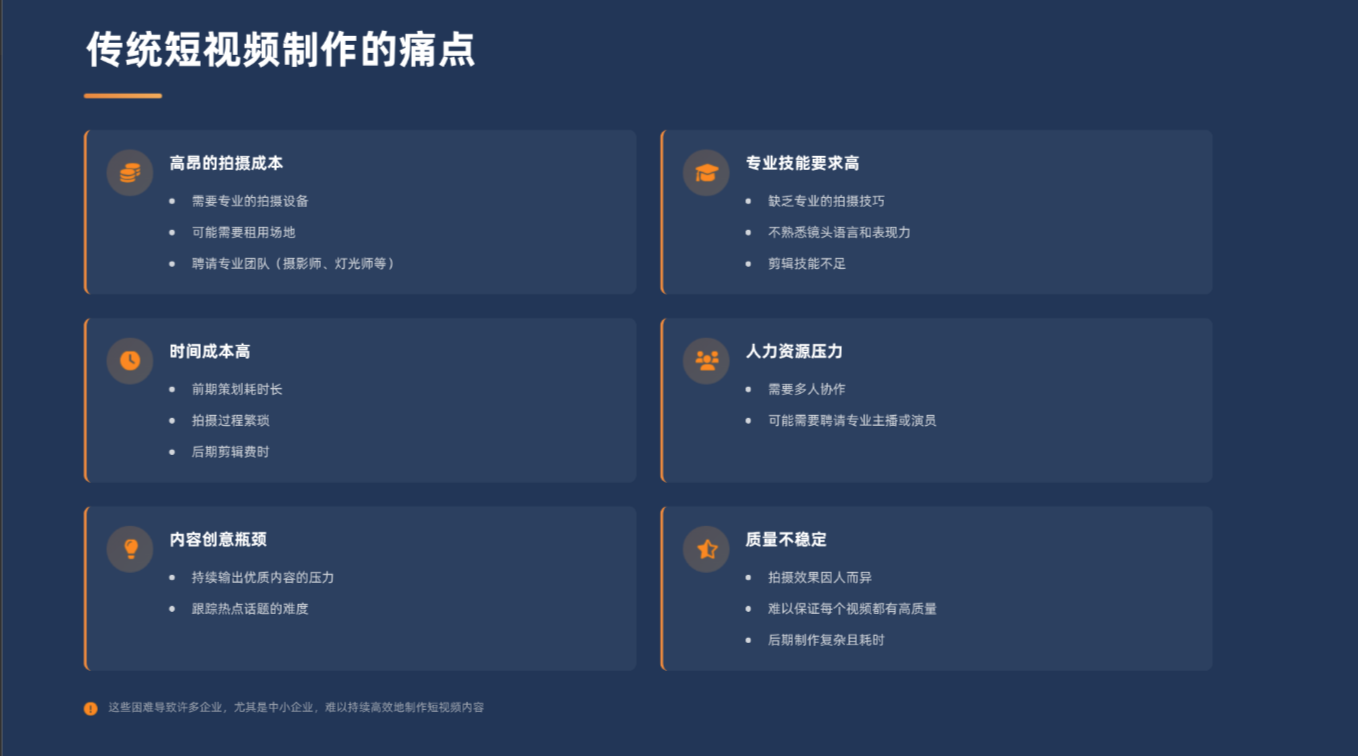 传统短视频制作的痛点
高昂的拍摄成本
需要专业的拍摄设备
可能需要租用场地
聘请专业团队（摄影师、灯光师等）
专业技能要求高
缺乏专业的拍摄技巧
不熟悉镜头语言和表现力
剪辑技能不足
时间成本高
前期策划耗时长
拍摄过程繁琐
后期剪辑费时
人力资源压力
需要多人协作
可能需要聘请专业主播或演员
内容创意瓶颈
持续输出优质内容的压力
跟踪热点话题的难度
质量不稳定
拍摄效果因人而异
难以保证每个视频都有高质量
后期制作复杂且耗时
这些困难导致许多企业，尤其是中小企业，难以持续高效地制作短视频内容